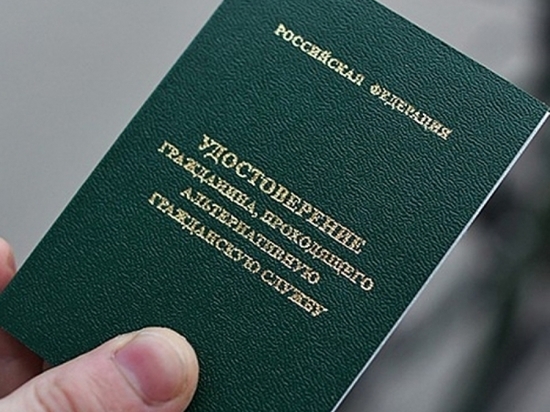 РОССИЙСКАЯ ФЕДЕРАЦИЯ
УДОСТОВЕРЕНИЕ
ГРАЖДАНИНА, ПРОХОДЯЩЕГО
АЛЬТЕРНАТИВНУЮ
ГРАЖДАНСКУЮ СЛУЖБУ